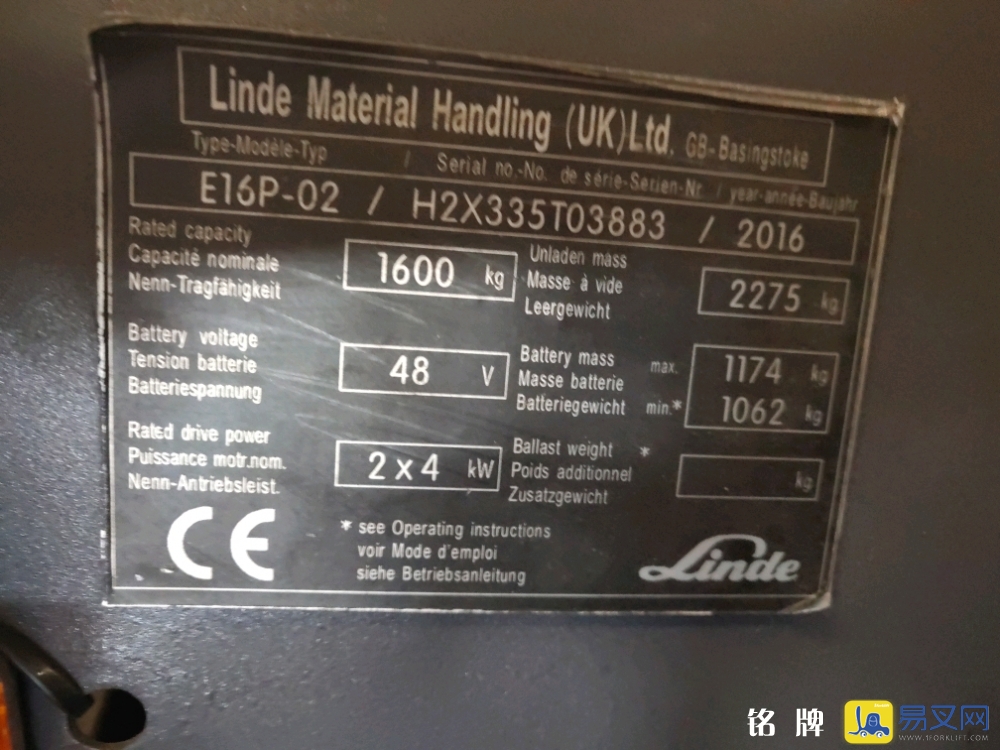 Linde Material Handling (UK)Ltd. GB-Basingstoke
Type-Modèle-Typ / Serial no.-No. de série-Serien-Nr. / year-année-Baujahr
E16P-02 / H2X335T03883 / 2016
Rated capacity
Capacité nominale
Nenn-Tragfähigkeit
1600 kg
Unladen mass
Masse à vide
Leergewicht
2275 kg
Battery voltage
Tension batterie
Batteriespannung
48 V
Battery mass max. 1174 kg
Masse batterie
Batteriegewicht min.* 1062 kg
Rated drive power
Puissance motr.nom.
Nenn-Antriebsleist.
2x4 kW
Ballast weight *
Poids additionnel
Zusatzgewicht
kg
CE
* see Operating instructions
voir Mode d'emploi
siehe Betriebsanleitung
Linde
铭牌
易叉网
WWW.1FORKLIFT.COM